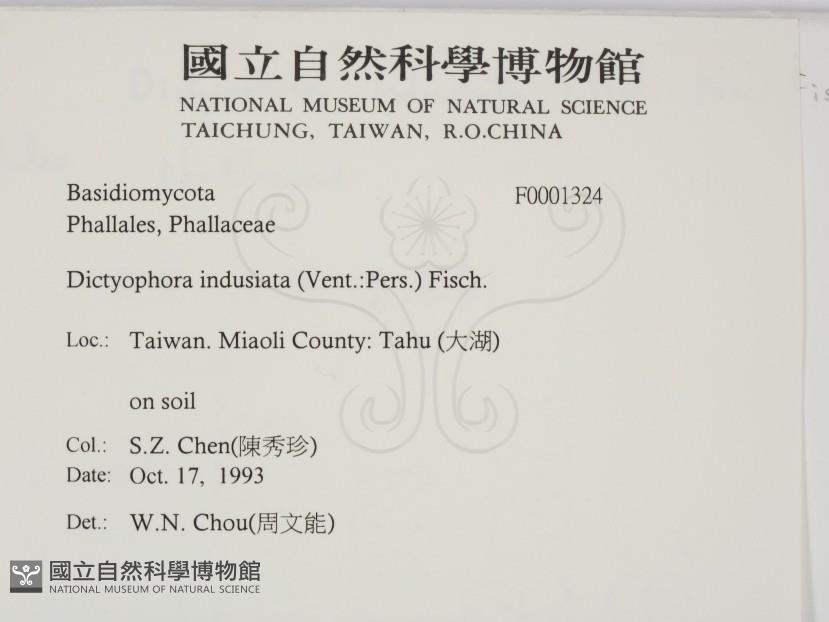 國立自然科學博物館
NATIONAL MUSEUM OF NATURAL SCIENCE
TAICHUNG, TAIWAN, R.O.CHINA
Basidiomycota F0001324
Phallales, Phallaceae
Dictyophora indusiata (Vent.:Pers.) Fisch.
Loc.: Taiwan. Miaoli County: Tahu (大湖)
on soil
Col.: S.Z. Chen(陳秀珍)
Date: Oct. 17, 1993
Det.: W.N. Chou(周文能)
國立自然科學博物館
NATIONAL MUSEUM OF NATURAL SCIENCE